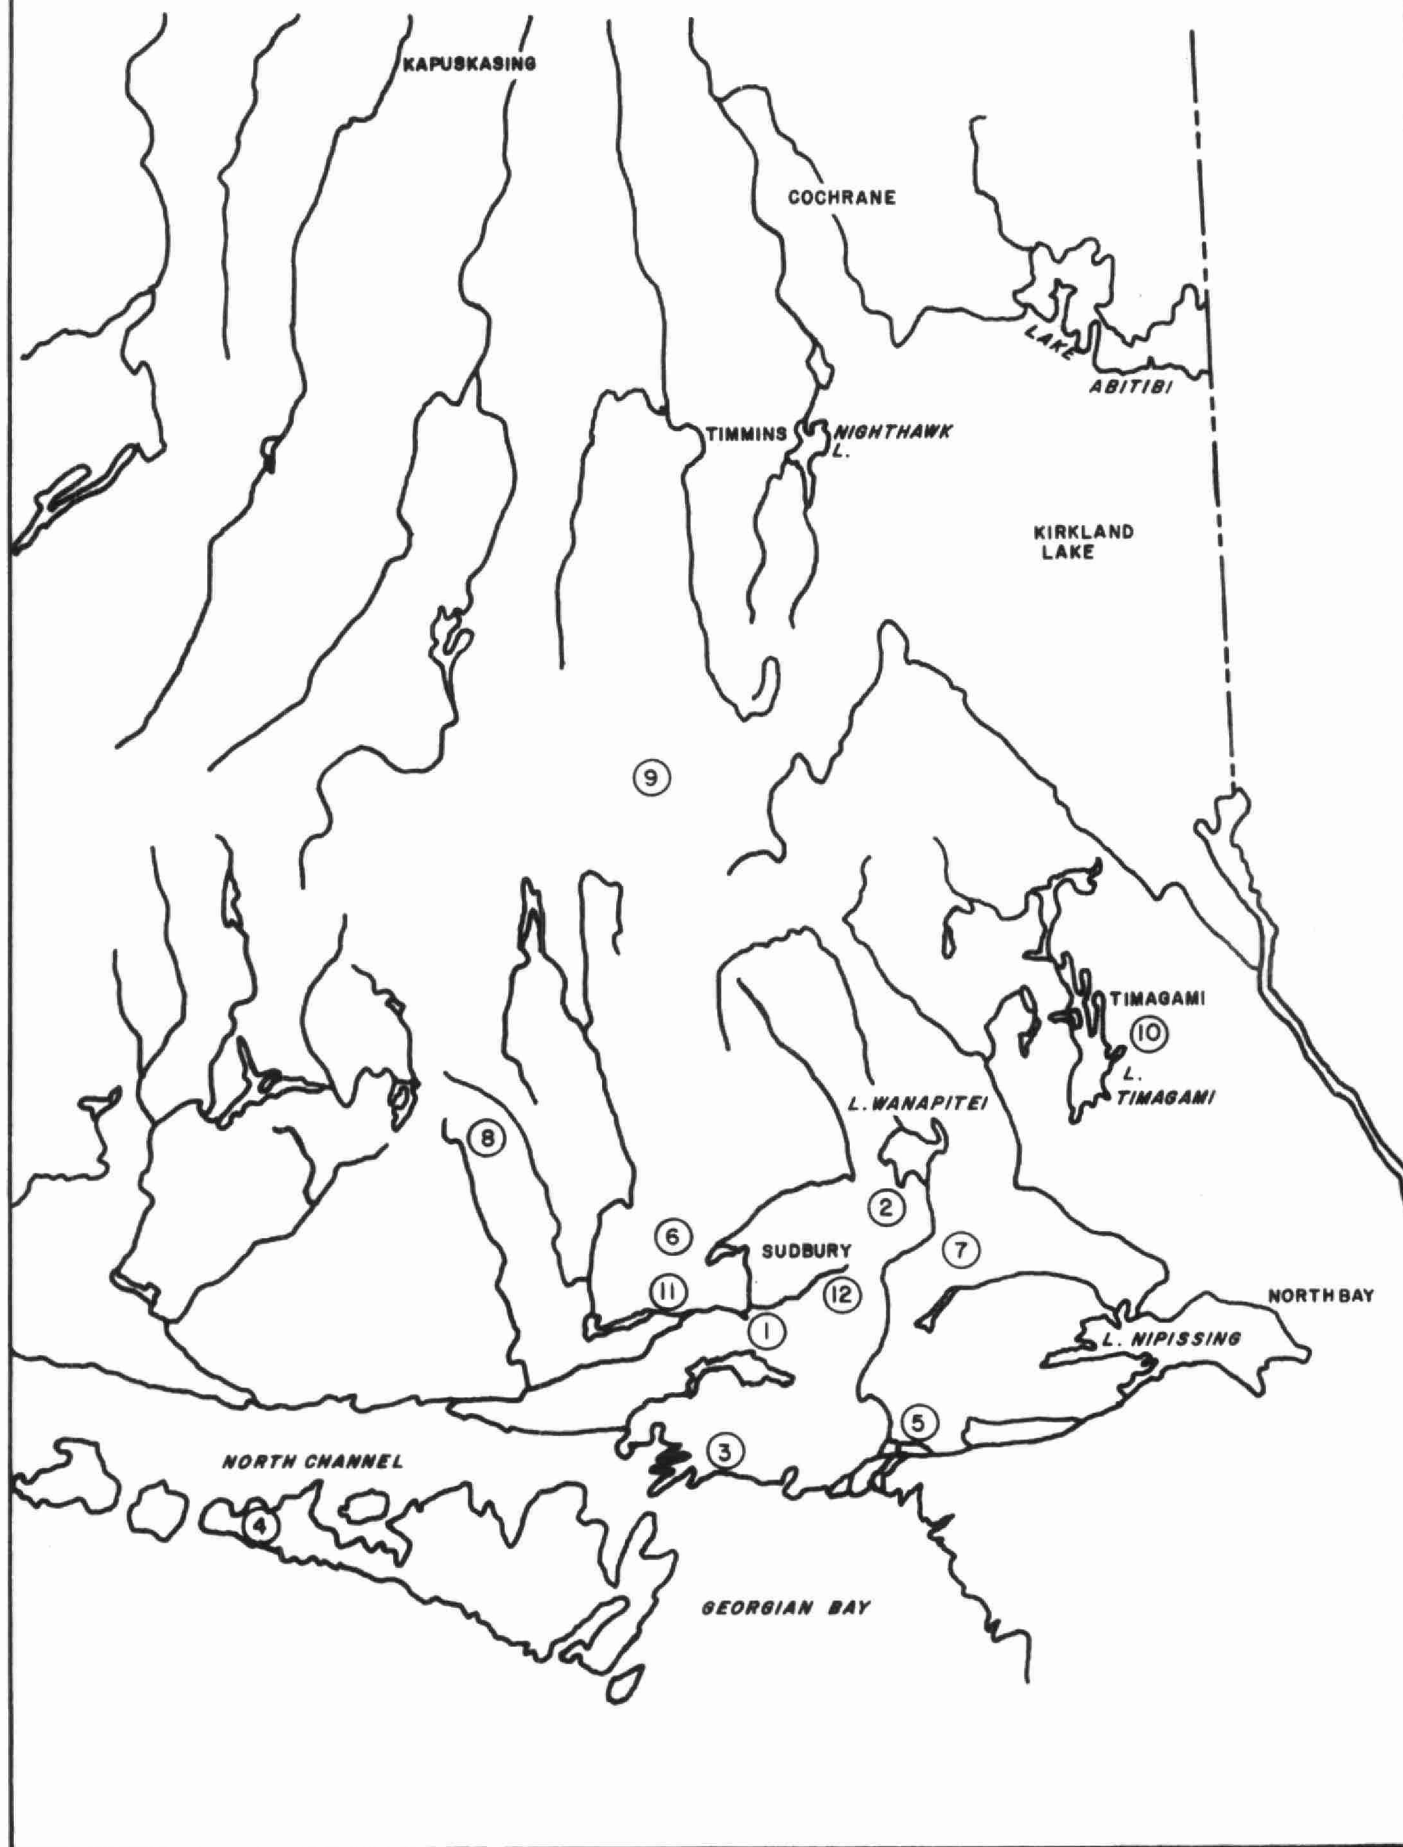 KAPUSKASING
COCHRANE
LAKE
ABITIBI
TIMMINS
NIGHTHAWK
L.
KIRKLAND
LAKE
9
TIMAGAMI
10
L.
TIMAGAMI
L. WANAPITEI
8
2
6
SUDBURY
7
11
12
NORTH BAY
1
L. NIPISSING
5
3
NORTH CHANNEL
4
GEORGIAN BAY